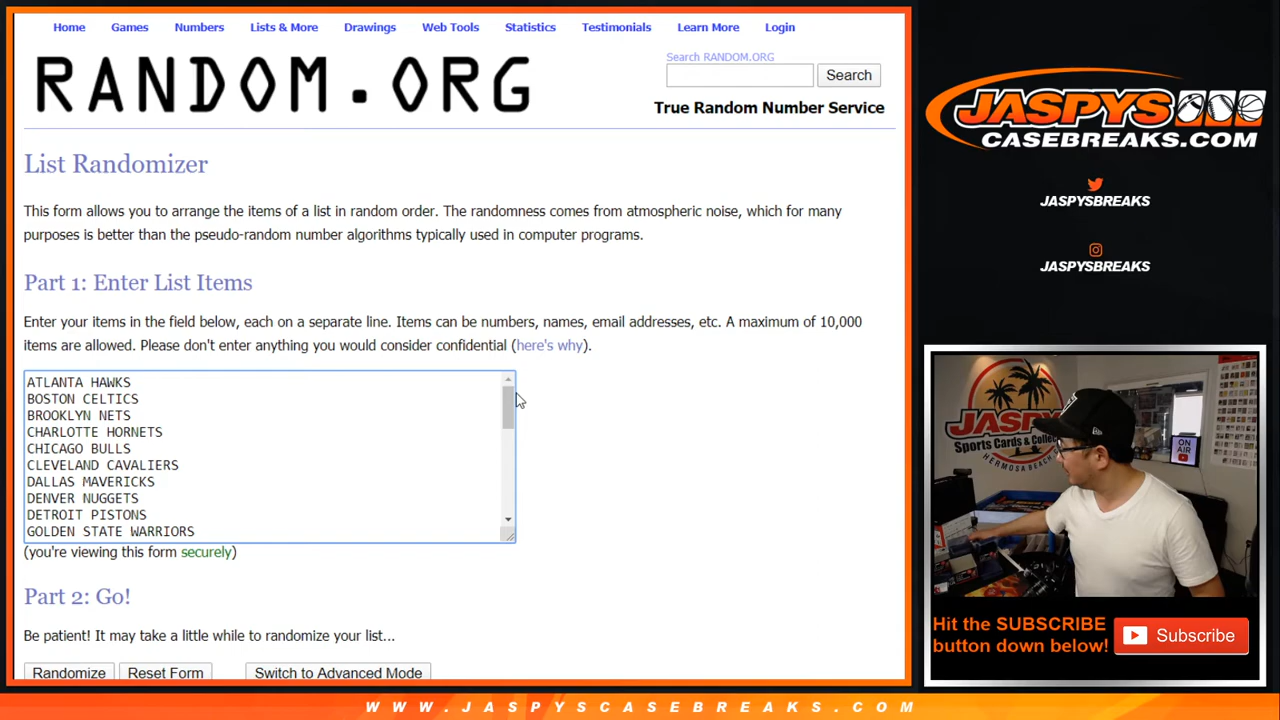 Home Games Numbers Lists & More Drawings Web Tools Statistics Testimonials Learn More Login
RANDOM.ORG
Search RANDOM.ORG
Search
True Random Number Service
List Randomizer
This form allows you to arrange the items of a list in random order. The randomness comes from atmospheric noise, which for many
purposes is better than the pseudo-random number algorithms typically used in computer programs.
Part 1: Enter List Items
Enter your items in the field below, each on a separate line. Items can be numbers, names, email addresses, etc. A maximum of 10,000
items are allowed. Please don't enter anything you would consider confidential (here's why).
ATLANTA HAWKS
BOSTON CELTICS
BROOKLYN NETS
CHARLOTTE HORNETS
CHICAGO BULLS
CLEVELAND CAVALIERS
DALLAS MAVERICKS
DENVER NUGGETS
DETROIT PISTONS
GOLDEN STATE WARRIORS
(you're viewing this form securely)
Part 2: Go!
Be patient! It may take a little while to randomize your list...
Randomize Reset Form Switch to Advanced Mode
JASPYS
CASEBREAKS.COM
JASPYSBREAKS
JASPYSBREAKS
JASPYS
Sports Cards & Collec
HERMOSA BEACH
ON
AIR
Hit the SUBSCRIBE
button down below!
Subscribe
WWW.JASPYSCASEBREAKS.COM